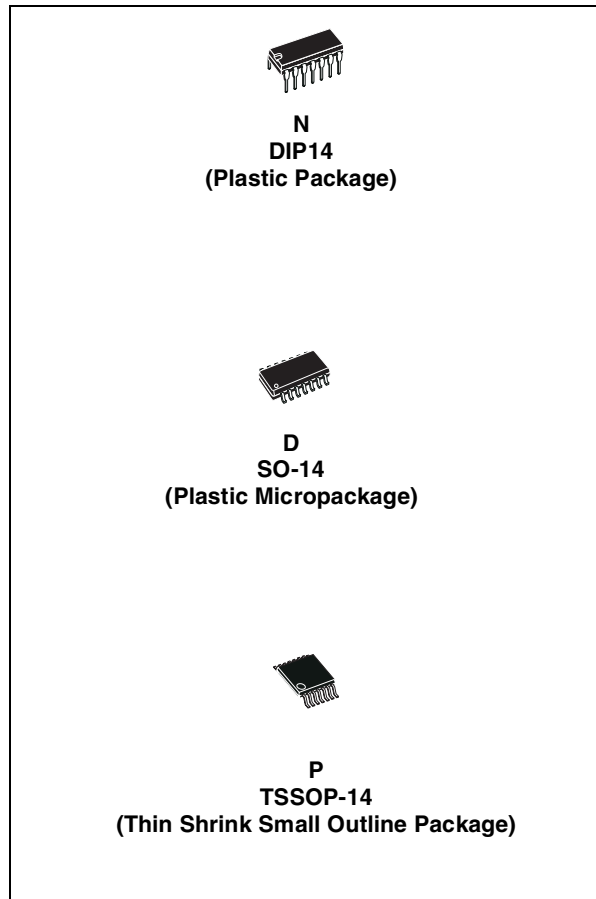 N
DIP14
(Plastic Package)
D
SO-14
(Plastic Micropackage)
P
TSSOP-14
(Thin Shrink Small Outline Package)